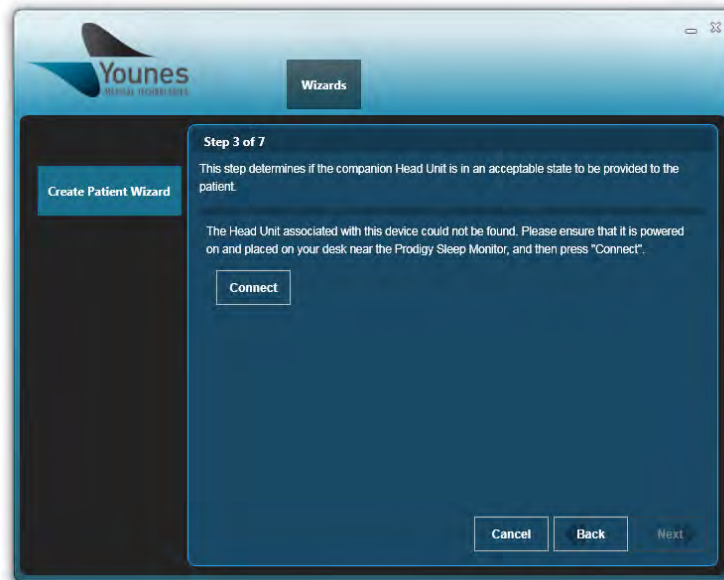 Younes
MEDICAL TECHNOLOGIES
Wizards
Create Patient Wizard
Step 3 of 7
This step determines if the companion Head Unit is in an acceptable state to be provided to the
patient.
The Head Unit associated with this device could not be found. Please ensure that it is powered
on and placed on your desk near the Prodigy Sleep Monitor, and then press "Connect".
Connect
Cancel
Back
Next